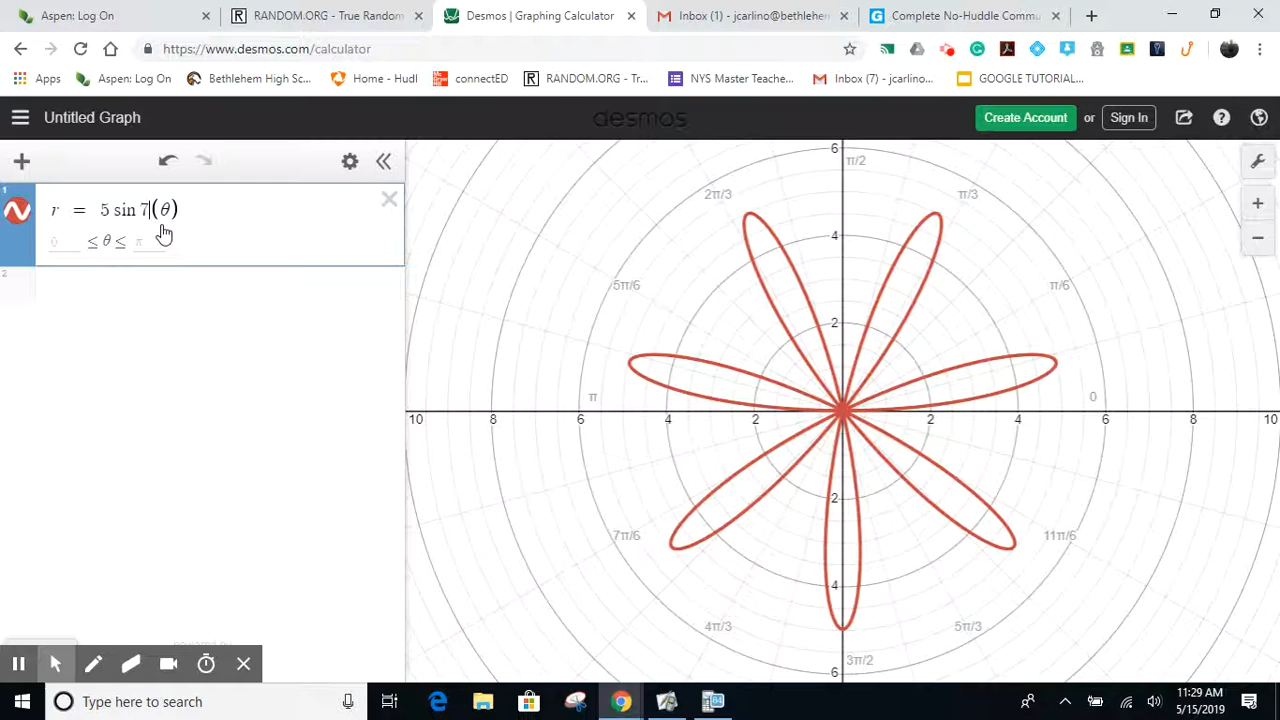 Aspen: Log On
RANDOM.ORG - True Random
Desmos | Graphing Calculator
Inbox (1) - jcarlino@bethlehen
Complete No-Huddle Commu
https://www.desmos.com/calculator
Apps
Aspen: Log On
Bethlehem High Sc...
Home - Hudl
connectED
RANDOM.ORG - Tr...
NYS Master Teache...
Inbox (7) - jcarlino...
GOOGLE TUTORIAL...
Untitled Graph
desmos
Create Account
or
Sign In
1
r = 5 sin 7(θ)
0 ≤ θ ≤ π
2
6
π/2
2π/3
π/3
4
5π/6
π/6
2
π
0
10 8 6 4 2 2 4 6 8 10
2
7π/6
11π/6
4
4π/3
5π/3
3π/2
6
Type here to search
11:29 AM
5/15/2019